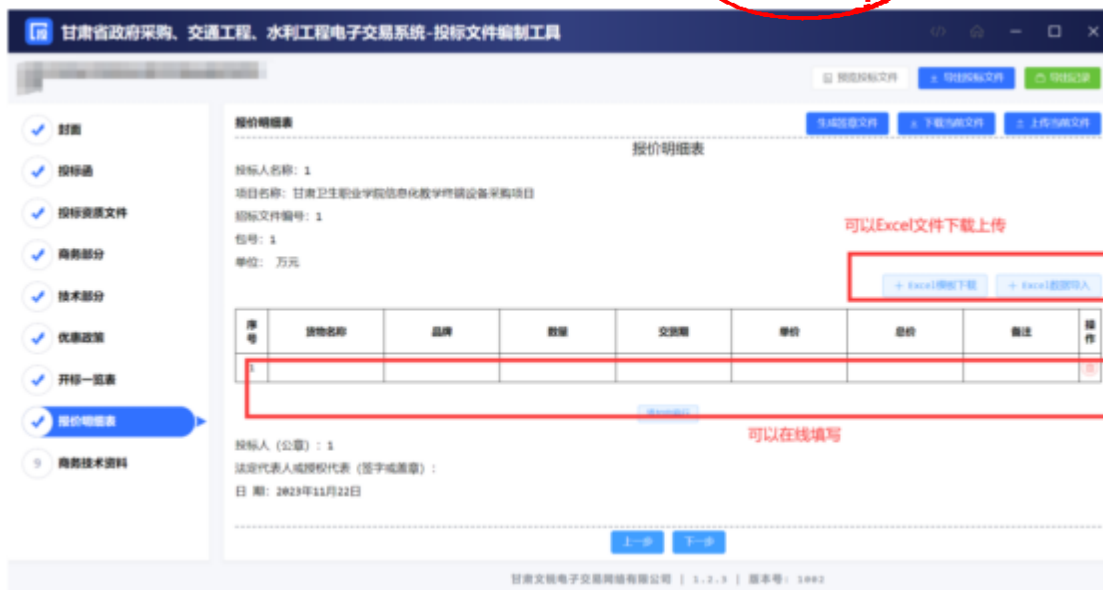 甘肃省政府采购、交通工程、水利工程电子交易系统-投标文件编制工具
预览投标文件 导出投标文件 导出记录
封面
投标函
投标资质文件
商务部分
技术部分
优惠政策
开标一览表
报价明细表
9 商务技术资料
报价明细表 生成签章文件 下载当前文件 上传当前文件
报价明细表
投标人名称: 1
项目名称: 甘肃卫生职业学院信息化教学终端设备采购项目
招标文件编号: 1
包号: 1
单位: 万元
可以Excel文件下载上传
+ Excel模板下载 + Excel数据导入
序号 货物名称 品牌 数量 交货期 单价 总价 备注 操作
1
可以在线填写
投标人 (公章) : 1
法定代表人或授权代表 (签字或盖章) :
日 期: 2023年11月22日
上一步 下一步
甘肃文锐电子交易网络有限公司 | 1.2.3 | 版本号: 1002